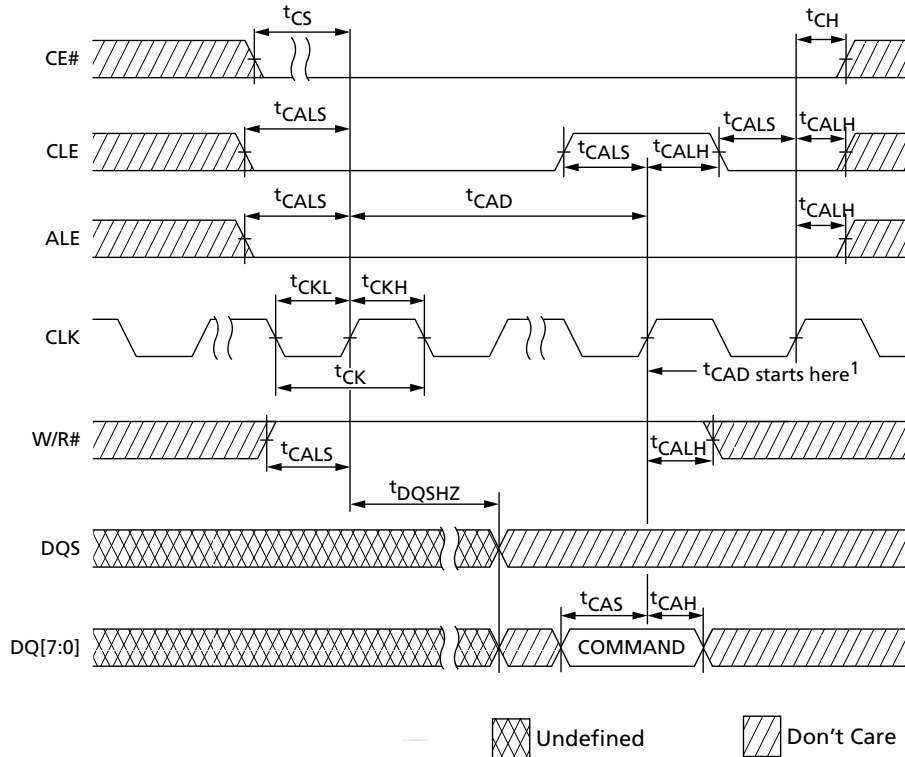 tCS
tCH
CE#
tCALS
tCALS
tCALH
CLE
tCALS
tCALH
tCALS
tCAD
tCALH
ALE
tCKL
tCKH
CLK
tCK
tCAD starts here1
W/R#
tCALS
tCALH
tDQSHZ
DQS
tCAS
tCAH
DQ[7:0]
COMMAND
Undefined
Don't Care